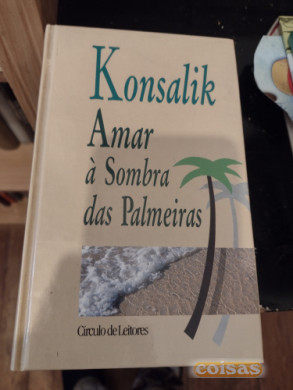 Konsalik
Amar
à Sombra
das Palmeiras
Círculo de Leitores
coisas